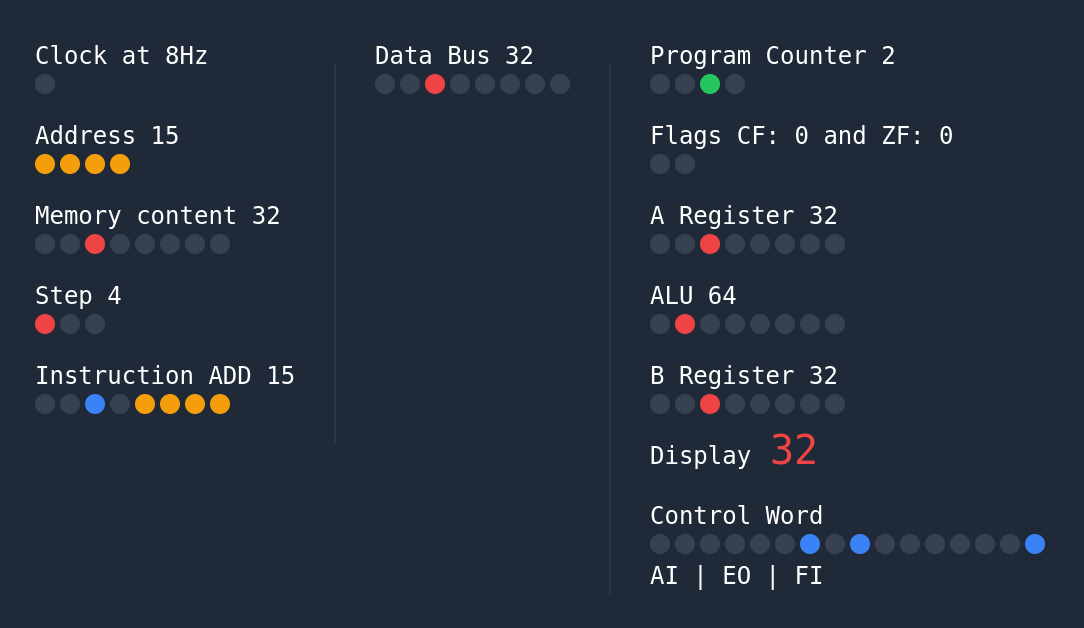 Clock at 8Hz
Address 15
Memory content 32
Step 4
Instruction ADD 15
Data Bus 32
Program Counter 2
Flags CF: 0 and ZF: 0
A Register 32
ALU 64
B Register 32
Display 32
Control Word
AI | EO | FI